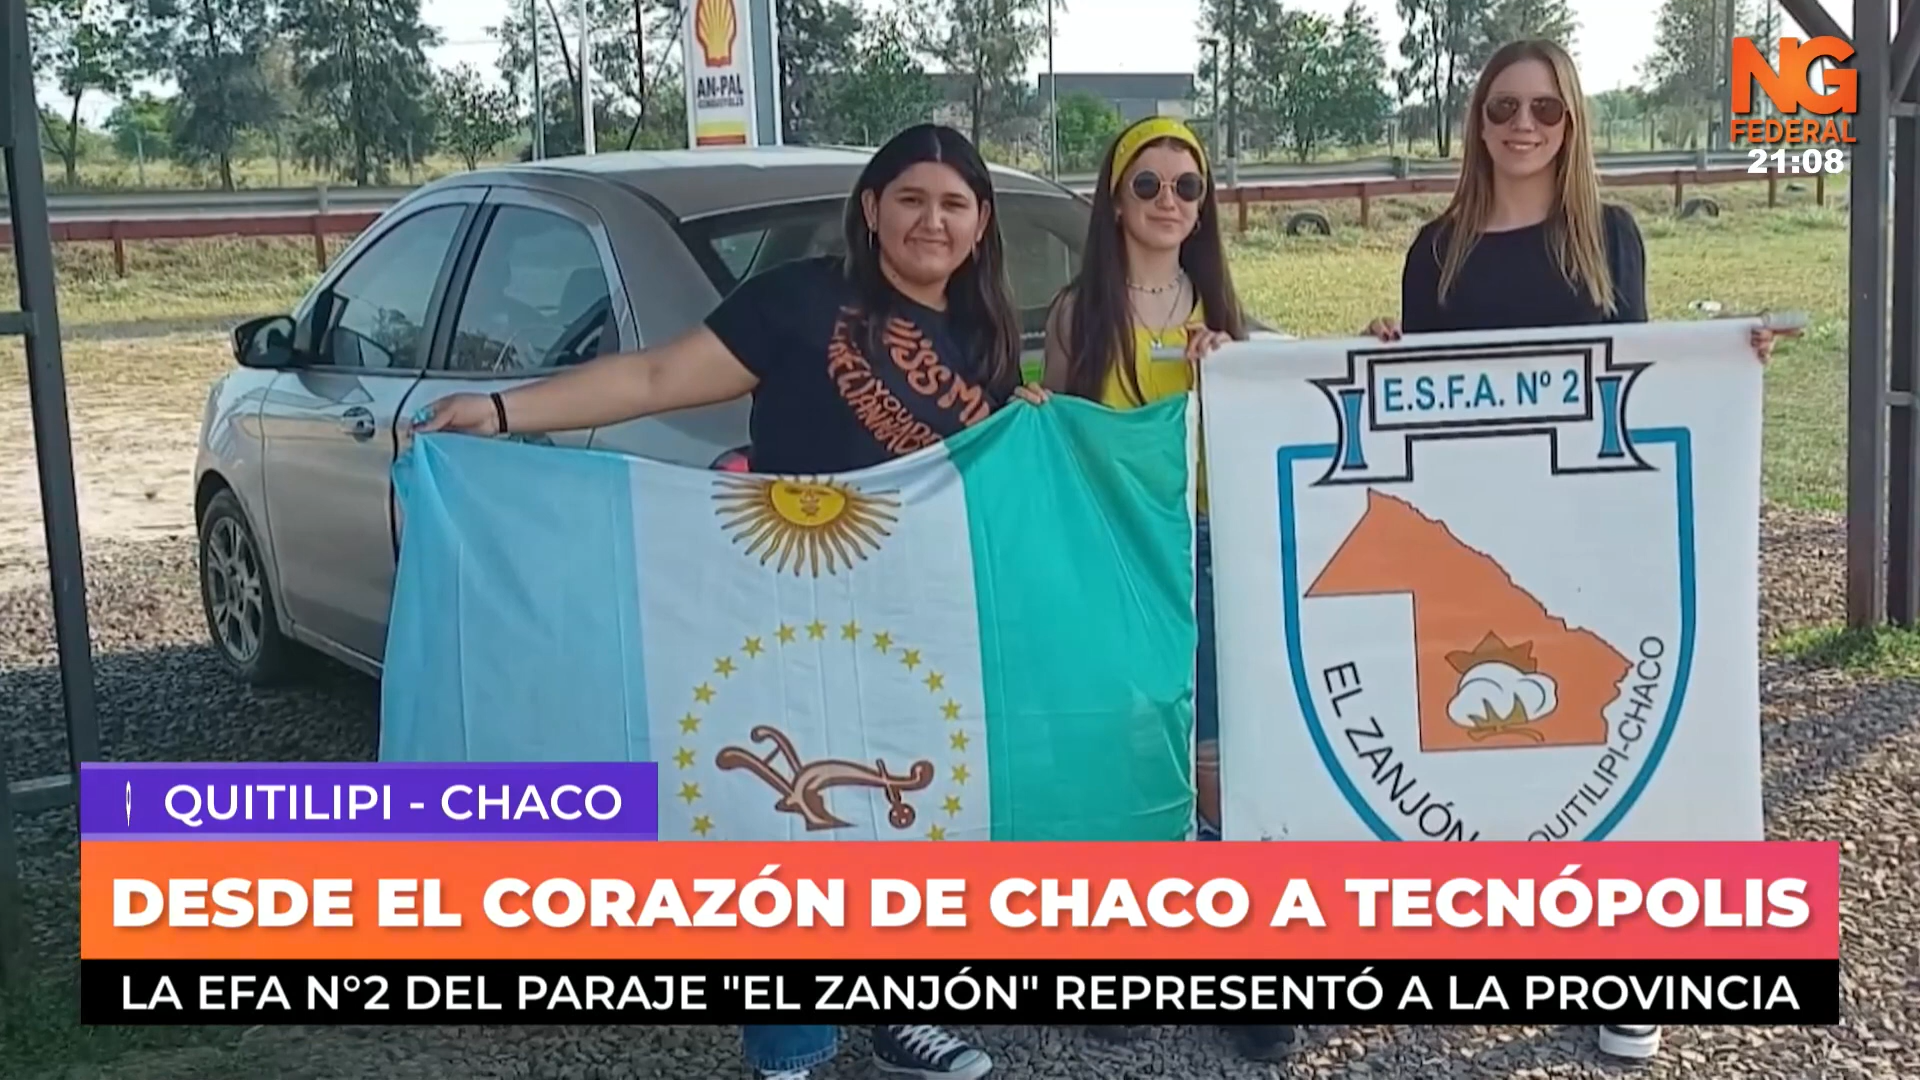 NG
FEDERAL
21:08
AN-PAL
E.S.F.A. Nº 2
EL ZANJÓN
QUITILIPI-CHACO
QUITILIPI - CHACO
DESDE EL CORAZÓN DE CHACO A TECNÓPOLIS
LA EFA N°2 DEL PARAJE "EL ZANJÓN" REPRESENTÓ A LA PROVINCIA